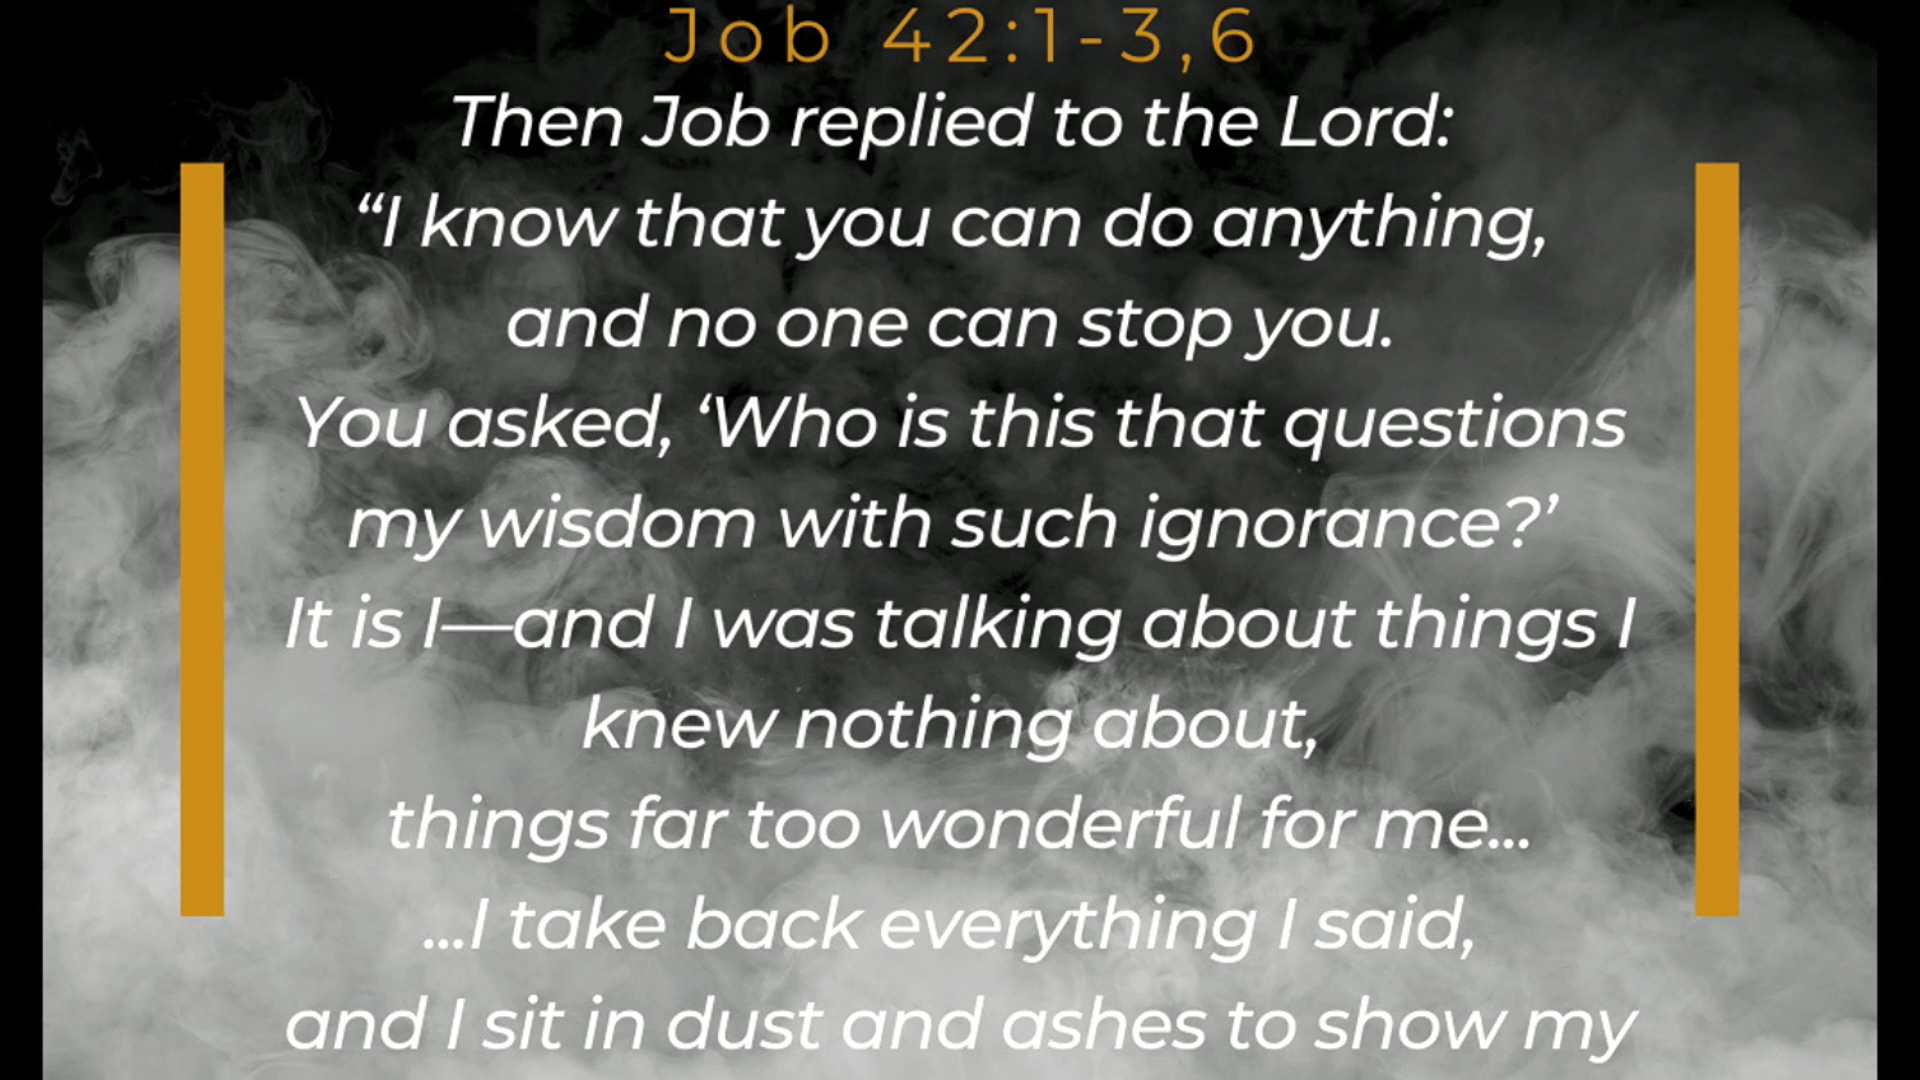 Job 42:1-3,6
Then Job replied to the Lord:
“I know that you can do anything,
and no one can stop you.
You asked, ‘Who is this that questions
my wisdom with such ignorance?’
It is I—and I was talking about things I
knew nothing about,
things far too wonderful for me...
...I take back everything I said,
and I sit in dust and ashes to show my